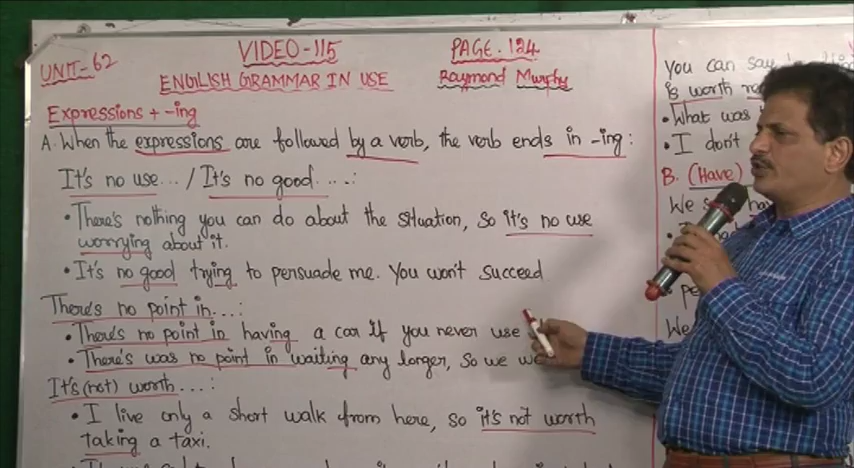 UNIT-62
VIDEO-115
PAGE. 124
ENGLISH GRAMMAR IN USE
Raymond Murphy
Expressions + -ing
A. When the expressions are followed by a verb, the verb ends in -ing:
It's no use... / It's no good....:
• There's nothing you can do about the situation, so it's no use
worrying about it.
• It's no good trying to persuade me. You won't succeed
There's no point in...:
• There's no point in having a car if you never use
• There was no point in waiting any longer, so we
It's (not) worth....:
• I live only a short walk from here, so it's not worth
taking a taxi.
You can say
is worth
• What was
• I don't
B. (Have)
We
We